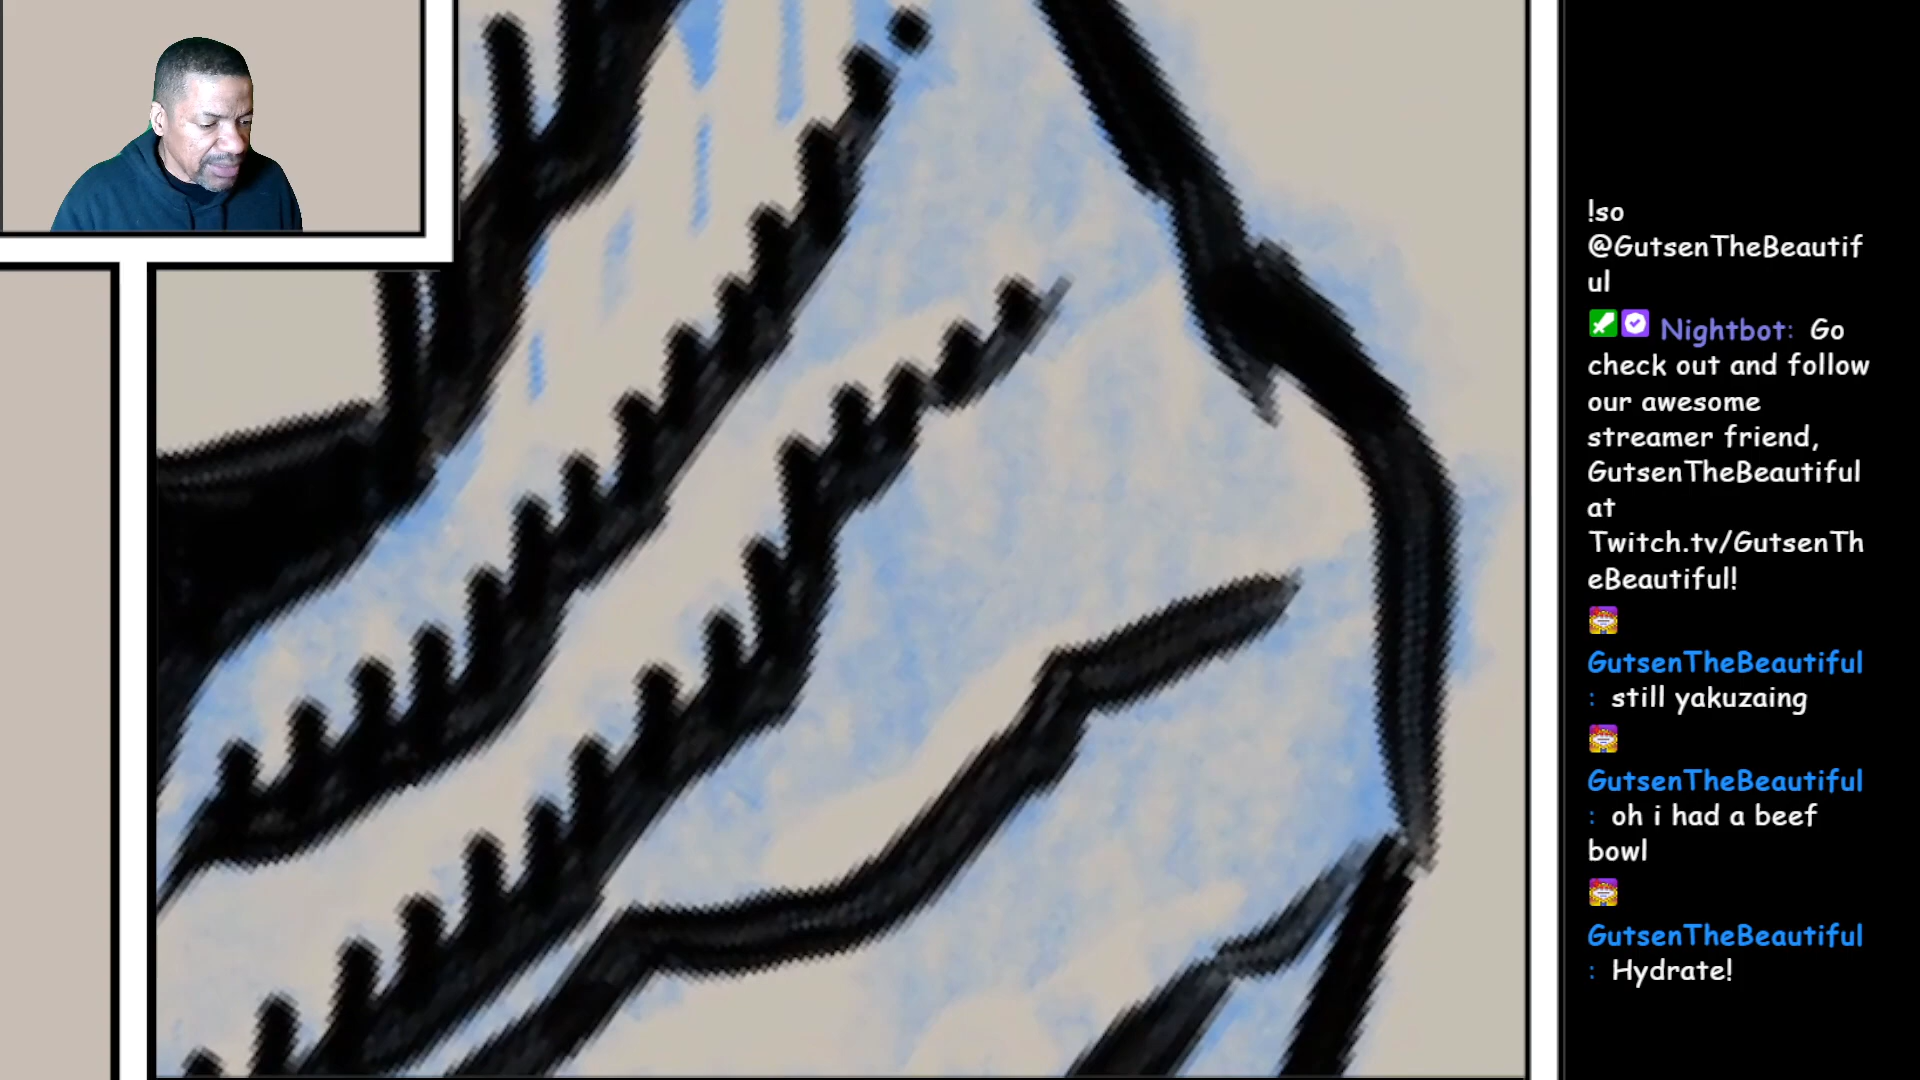 !so
@GutsenTheBeautif
ul
Nightbot: Go
check out and follow
our awesome
streamer friend,
GutsenTheBeautiful
at
Twitch.tv/GutsenTh
eBeautiful!
GutsenTheBeautiful
: still yakuzaing
GutsenTheBeautiful
: oh i had a beef
bowl
GutsenTheBeautiful
: Hydrate!